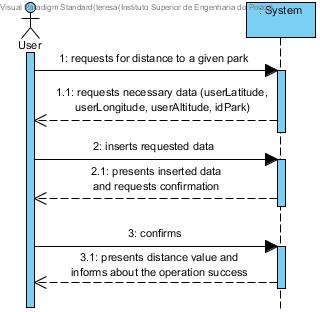 Visual Paradigm Standard(teresa(Instituto Superior de Engenharia do Porto))
: System
User
1: requests for distance to a given park
1.1: requests necessary data (userLatitude,
userLongitude, userAltitude, idPark)
2: inserts requested data
2.1: presents inserted data
and requests confirmation
3: confirms
3.1: presents distance value and
informs about the operation success